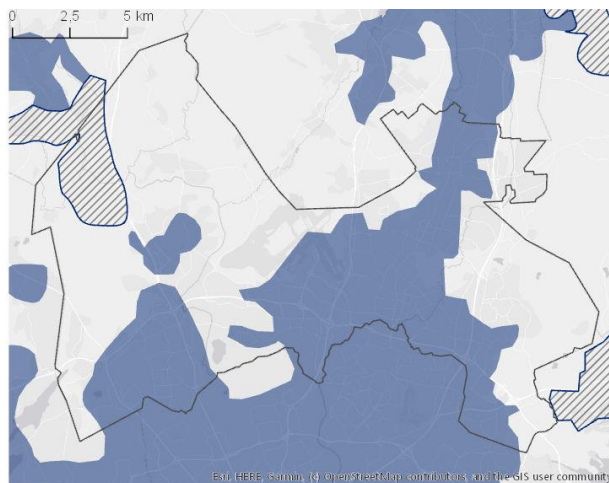 0 2,5 5 km
Esri, HERE, Garmin, (c) OpenStreetMap contributors, and the GIS user community